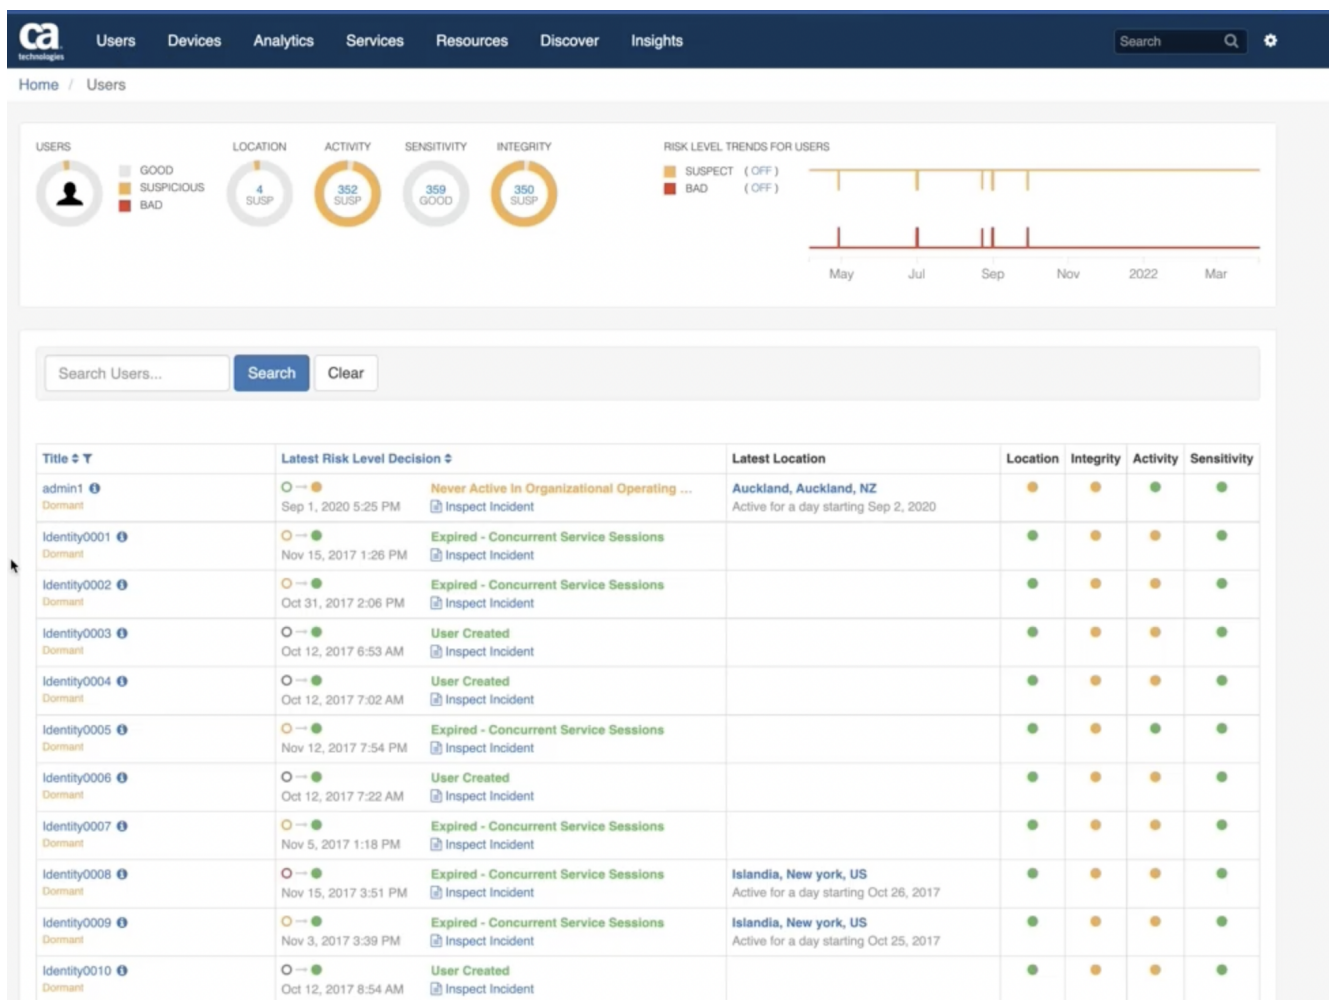 ca
technologies
Users Devices Analytics Services Resources Discover Insights Search
Home / Users
USERS
GOOD
SUSPICIOUS
BAD
LOCATION
4
SUSP
ACTIVITY
352
SUSP
SENSITIVITY
359
GOOD
INTEGRITY
350
SUSP
RISK LEVEL TRENDS FOR USERS
SUSPECT ( OFF )
BAD ( OFF )
May Jul Sep Nov 2022 Mar
Search Users... Search Clear
Title Latest Risk Level Decision Latest Location Location Integrity Activity Sensitivity
admin1 Never Active In Organizational Operating ... Auckland, Auckland, NZ
Dormant Sep 1, 2020 5:25 PM Inspect Incident Active for a day starting Sep 2, 2020
Identity0001 Expired - Concurrent Service Sessions
Dormant Nov 15, 2017 1:26 PM Inspect Incident
Identity0002 Expired - Concurrent Service Sessions
Dormant Oct 31, 2017 2:06 PM Inspect Incident
Identity0003 User Created
Dormant Oct 12, 2017 6:53 AM Inspect Incident
Identity0004 User Created
Dormant Oct 12, 2017 7:02 AM Inspect Incident
Identity0005 Expired - Concurrent Service Sessions
Dormant Nov 12, 2017 7:54 PM Inspect Incident
Identity0006 User Created
Dormant Oct 12, 2017 7:22 AM Inspect Incident
Identity0007 Expired - Concurrent Service Sessions
Dormant Nov 5, 2017 1:18 PM Inspect Incident
Identity0008 Expired - Concurrent Service Sessions Islandia, New york, US
Dormant Nov 15, 2017 3:51 PM Inspect Incident Active for a day starting Oct 26, 2017
Identity0009 Expired - Concurrent Service Sessions Islandia, New york, US
Dormant Nov 3, 2017 3:39 PM Inspect Incident Active for a day starting Oct 25, 2017
Identity0010 User Created
Dormant Oct 12, 2017 8:54 AM Inspect Incident